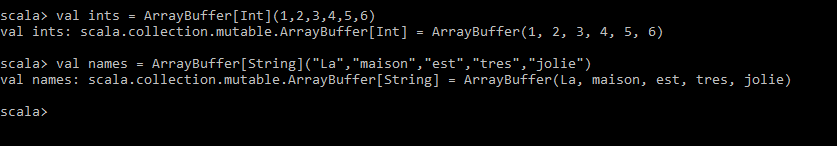 scala> val ints = ArrayBuffer[Int](1,2,3,4,5,6)
val ints: scala.collection.mutable.ArrayBuffer[Int] = ArrayBuffer(1, 2, 3, 4, 5, 6)
scala> val names = ArrayBuffer[String]("La","maison","est","tres","jolie")
val names: scala.collection.mutable.ArrayBuffer[String] = ArrayBuffer(La, maison, est, tres, jolie)
scala>